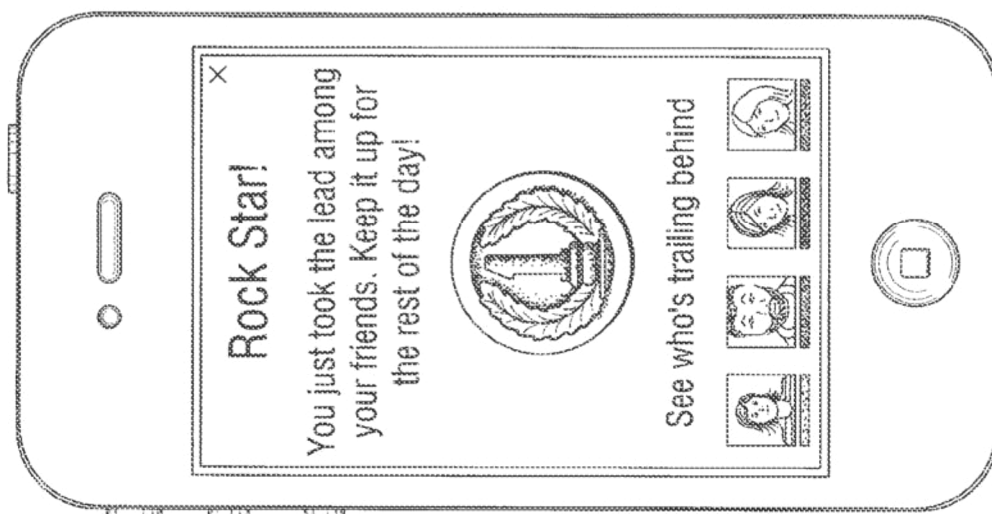 Rock Star!
You just took the lead among
your friends. Keep it up for
the rest of the day!
See who's trailing behind